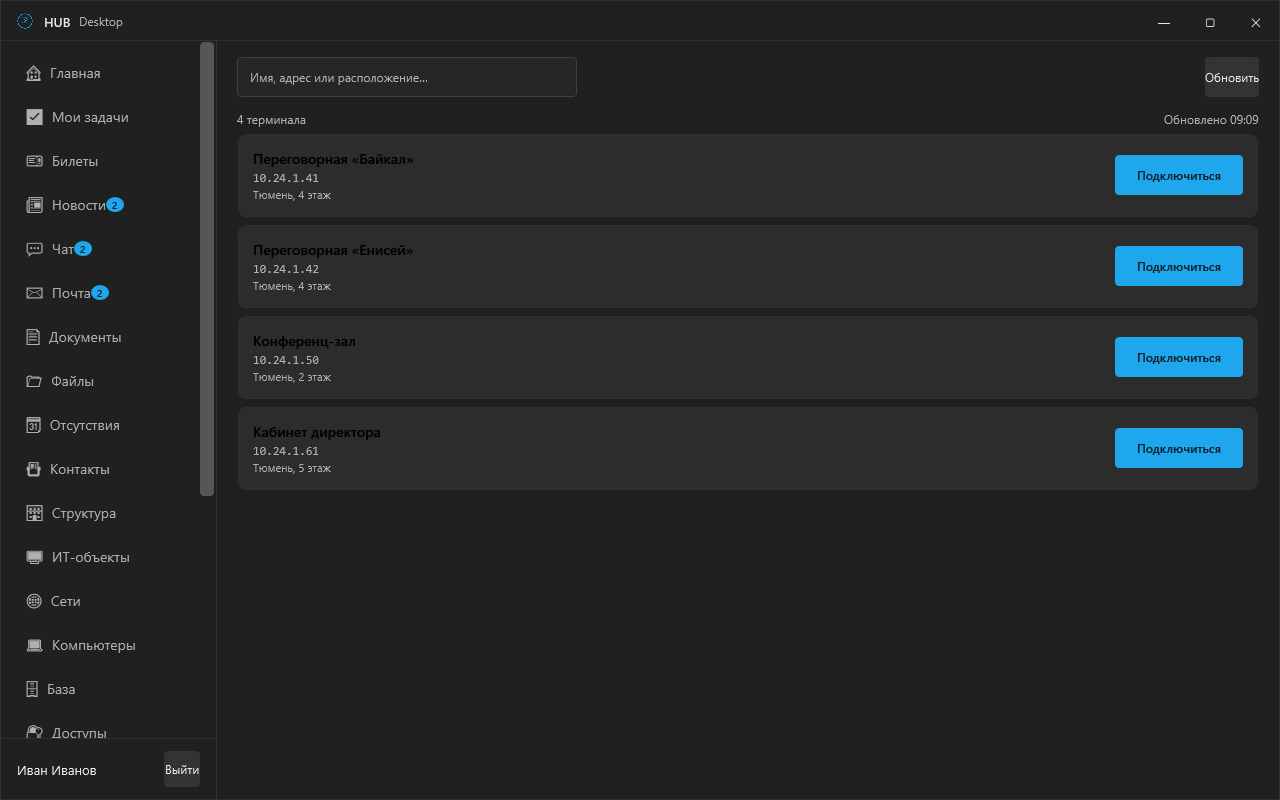 HUB Desktop
Главная
Мои задачи
Билеты
Новости 2
Чат 2
Почта 2
Документы
Файлы
31 Отсутствия
Контакты
Структура
ИТ-объекты
Сети
Компьютеры
База
Доступы
Иван Иванов Выйти
Имя, адрес или расположение... Обновить
4 терминала Обновлено 09:09
Переговорная «Байкал»
10.24.1.41
Тюмень, 4 этаж
Подключиться
Переговорная «Енисей»
10.24.1.42
Тюмень, 4 этаж
Подключиться
Конференц-зал
10.24.1.50
Тюмень, 2 этаж
Подключиться
Кабинет директора
10.24.1.61
Тюмень, 5 этаж
Подключиться